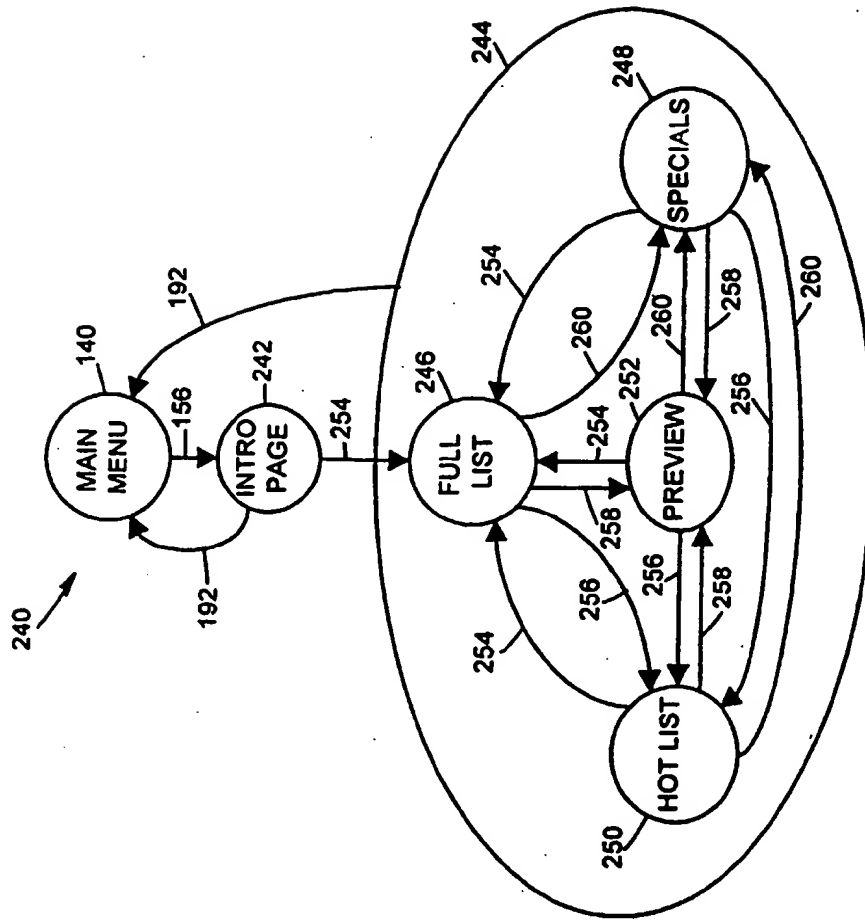 240
MAIN
MENU
140
192
156
192
INTRO
PAGE
242
254
244
FULL
LIST
246
254
254
256
258
254
260
252
HOT LIST
250
256
258
PREVIEW
260
258
SPECIALS
248
256
260